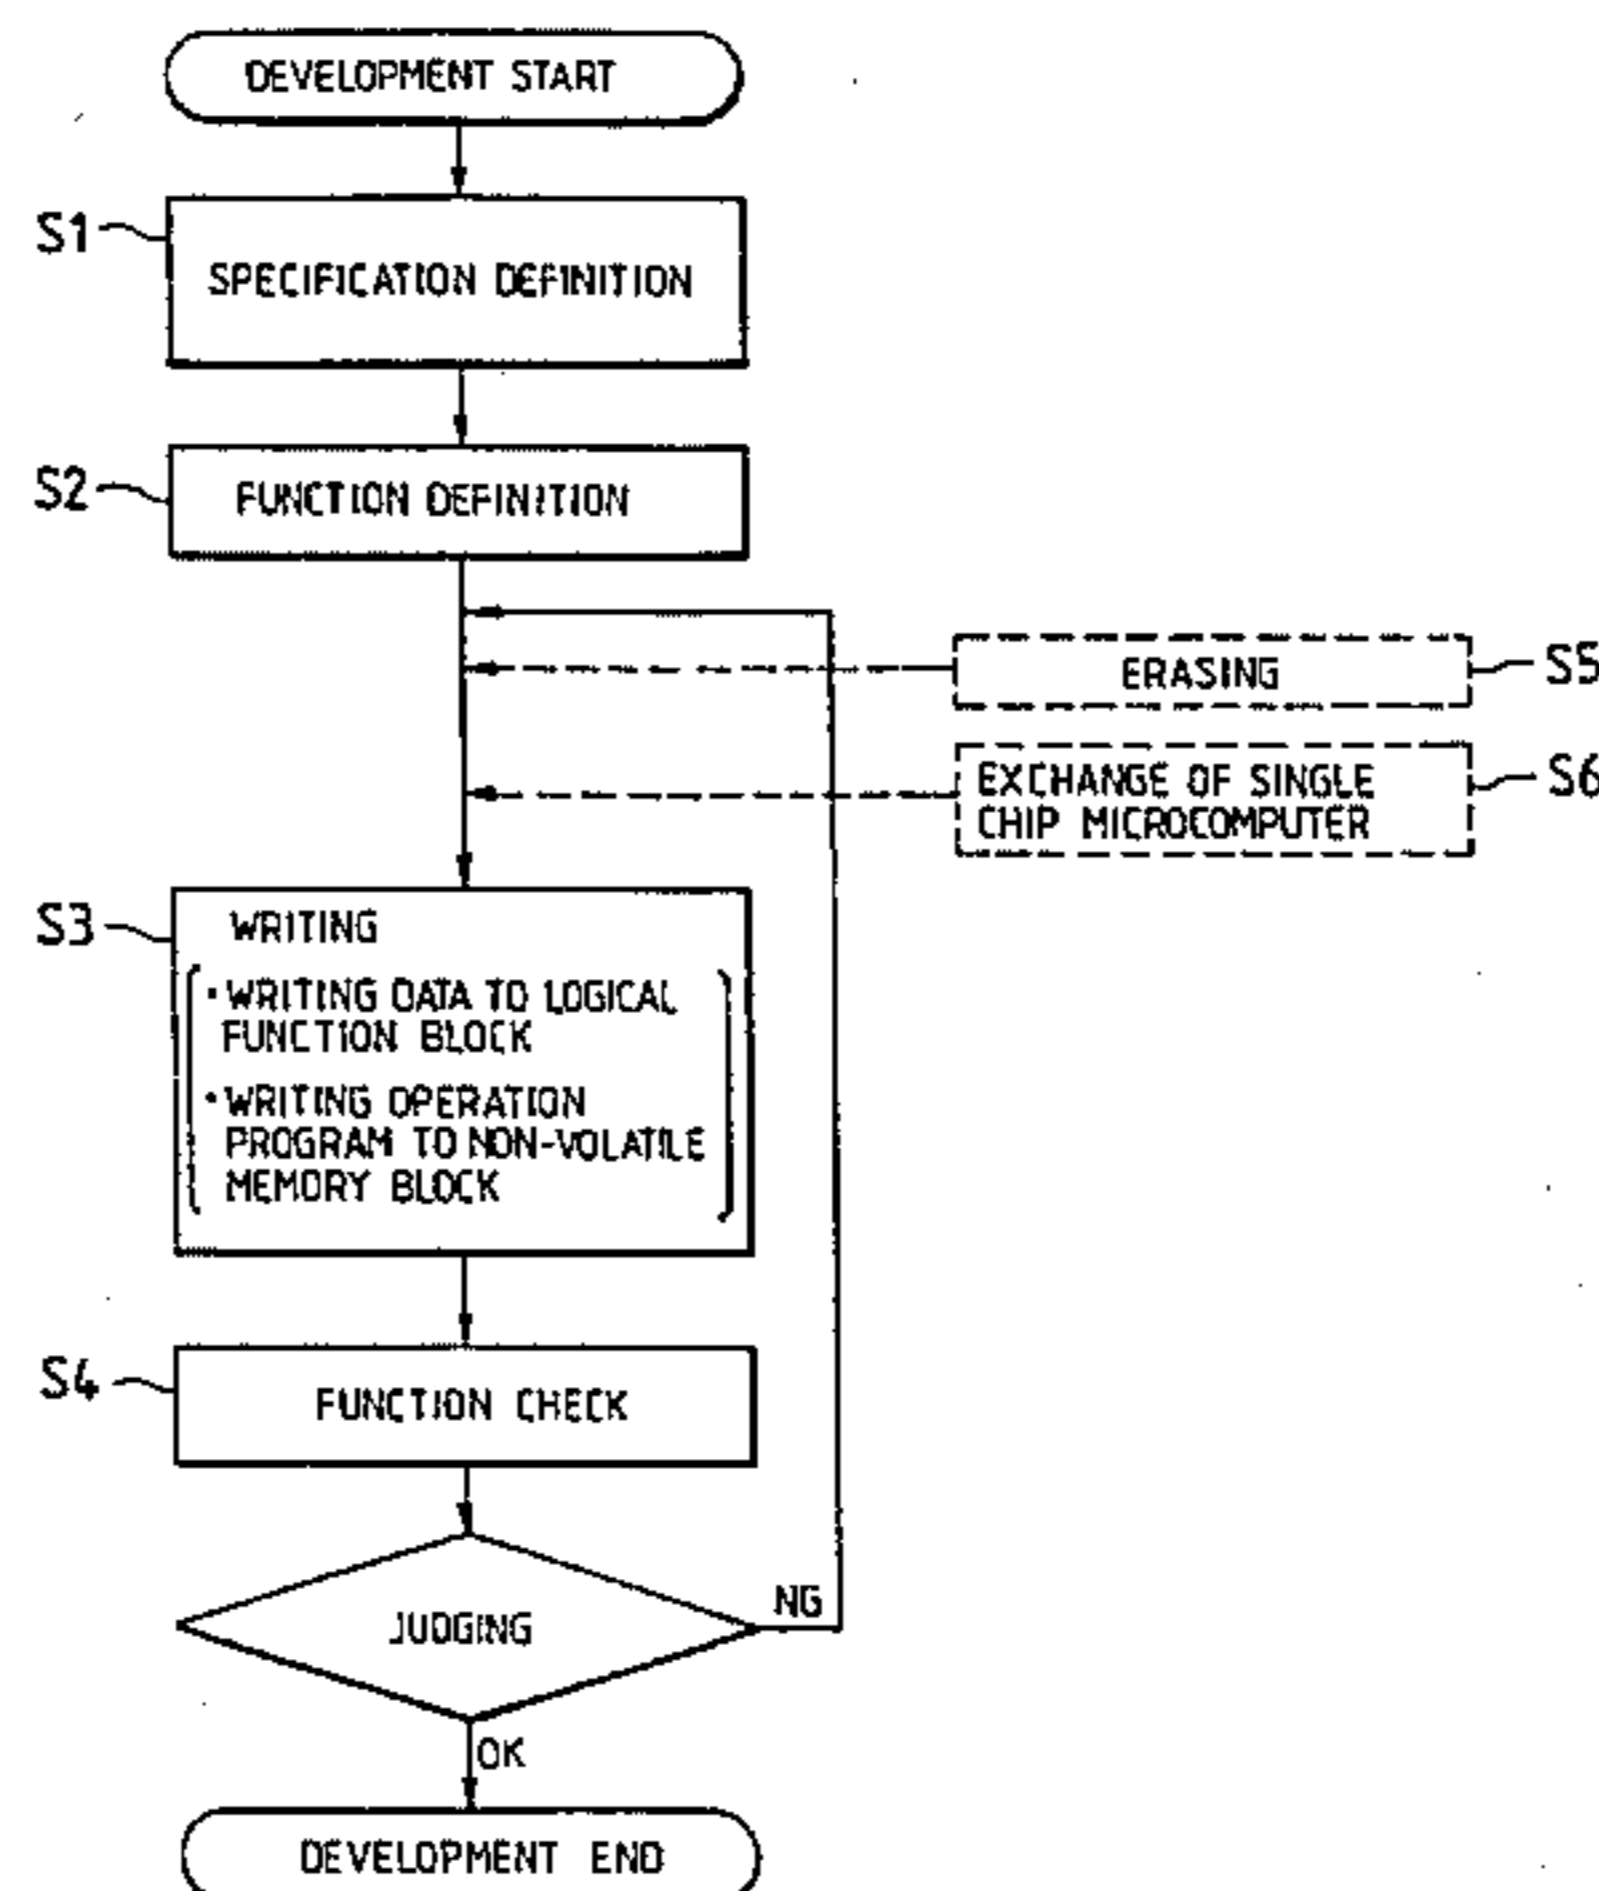 DEVELOPMENT START
S1
SPECIFICATION DEFINITION
S2
FUNCTION DEFINITION
ERASING
S5
EXCHANGE OF SINGLE
CHIP MICROCOMPUTER
S6
S3
WRITING
・WRITING DATA TO LOGICAL
FUNCTION BLOCK
・WRITING OPERATION
PROGRAM TO NON-VOLATILE
MEMORY BLOCK
S4
FUNCTION CHECK
JUDGING
NG
OK
DEVELOPMENT END